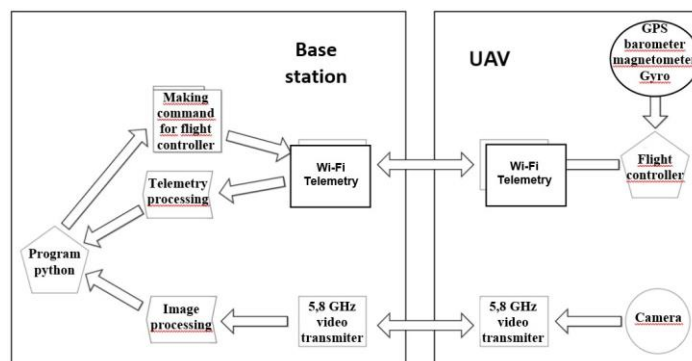 Base
station
UAV
GPS
barometer
magnetometer
Gyro
Making
command
for flight
controller
Wi-Fi
Telemetry
Wi-Fi
Telemetry
Flight
controller
Telemetry
processing
Program
python
Image
processing
5,8 GHz
video
transmiter
5,8 GHz
video
transmiter
Camera